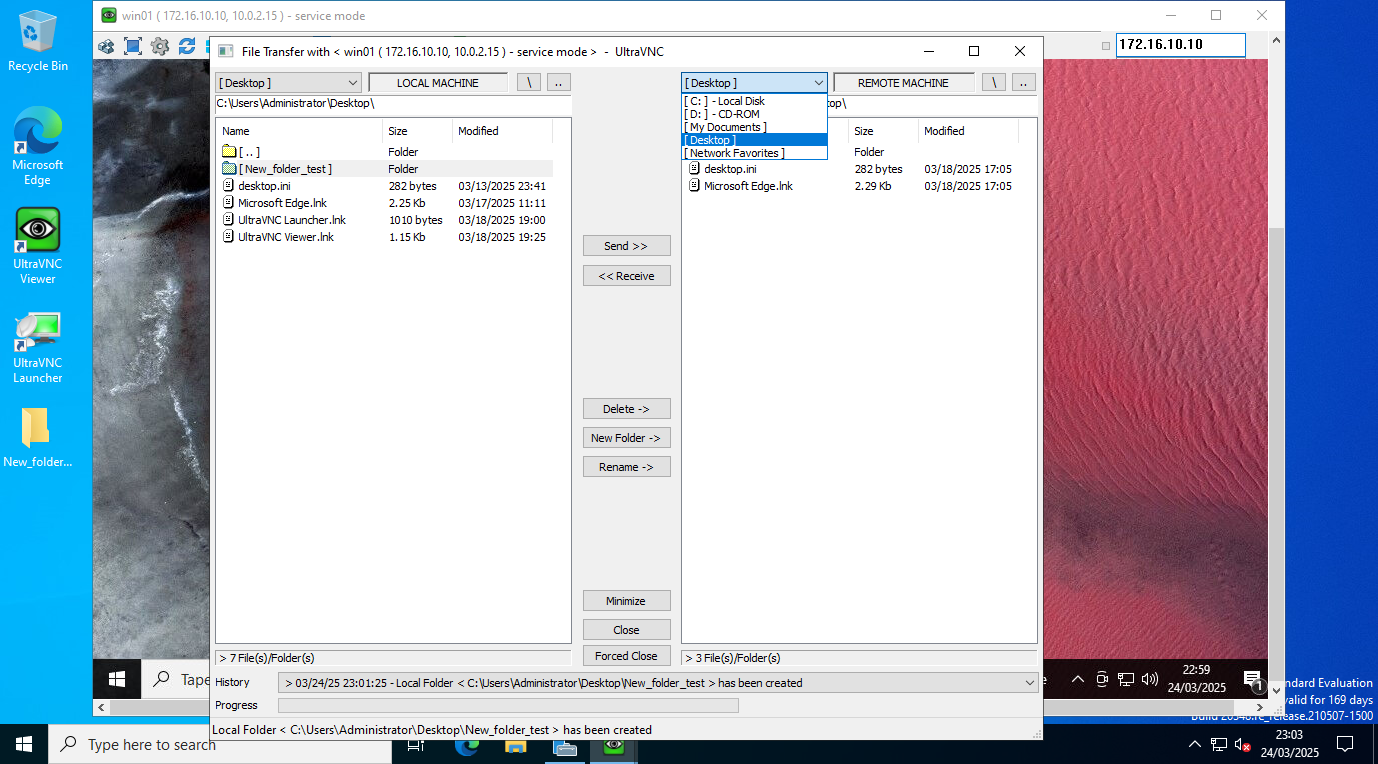 Recycle Bin
Microsoft
Edge
UltraVNC
Viewer
UltraVNC
Launcher
New_folder...
win01 ( 172.16.10.10, 10.0.2.15 ) - service mode
172.16.10.10
File Transfer with < win01 ( 172.16.10.10, 10.0.2.15 ) - service mode > - UltraVNC
[ Desktop ]
LOCAL MACHINE
\
..
C:\Users\Administrator\Desktop\
Name Size Modified
[ .. ] Folder
[ New_folder_test ] Folder
desktop.ini 282 bytes 03/13/2025 23:41
Microsoft Edge.lnk 2.25 Kb 03/17/2025 11:11
UltraVNC Launcher.lnk 1010 bytes 03/18/2025 19:00
UltraVNC Viewer.lnk 1.15 Kb 03/18/2025 19:25
> 7 File(s)/Folder(s)
Send >>
<< Receive
Delete ->
New Folder ->
Rename ->
Minimize
Close
Forced Close
[ Desktop ]
REMOTE MACHINE
\
..
[ C: ] - Local Disk
[ D: ] - CD-ROM
[ My Documents ]
[ Desktop ]
[ Network Favorites ]
top\
Size Modified
Folder
desktop.ini 282 bytes 03/18/2025 17:05
Microsoft Edge.lnk 2.29 Kb 03/18/2025 17:05
> 3 File(s)/Folder(s)
History > 03/24/25 23:01:25 - Local Folder < C:\Users\Administrator\Desktop\New_folder_test > has been created
Progress
Local Folder < C:\Users\Administrator\Desktop\New_folder_test > has been created
Tape
22:59
24/03/2025
1
ndard Evaluation
valid for 169 days
Build 20348.fe_release.210507-1500
Type here to search
23:03
24/03/2025